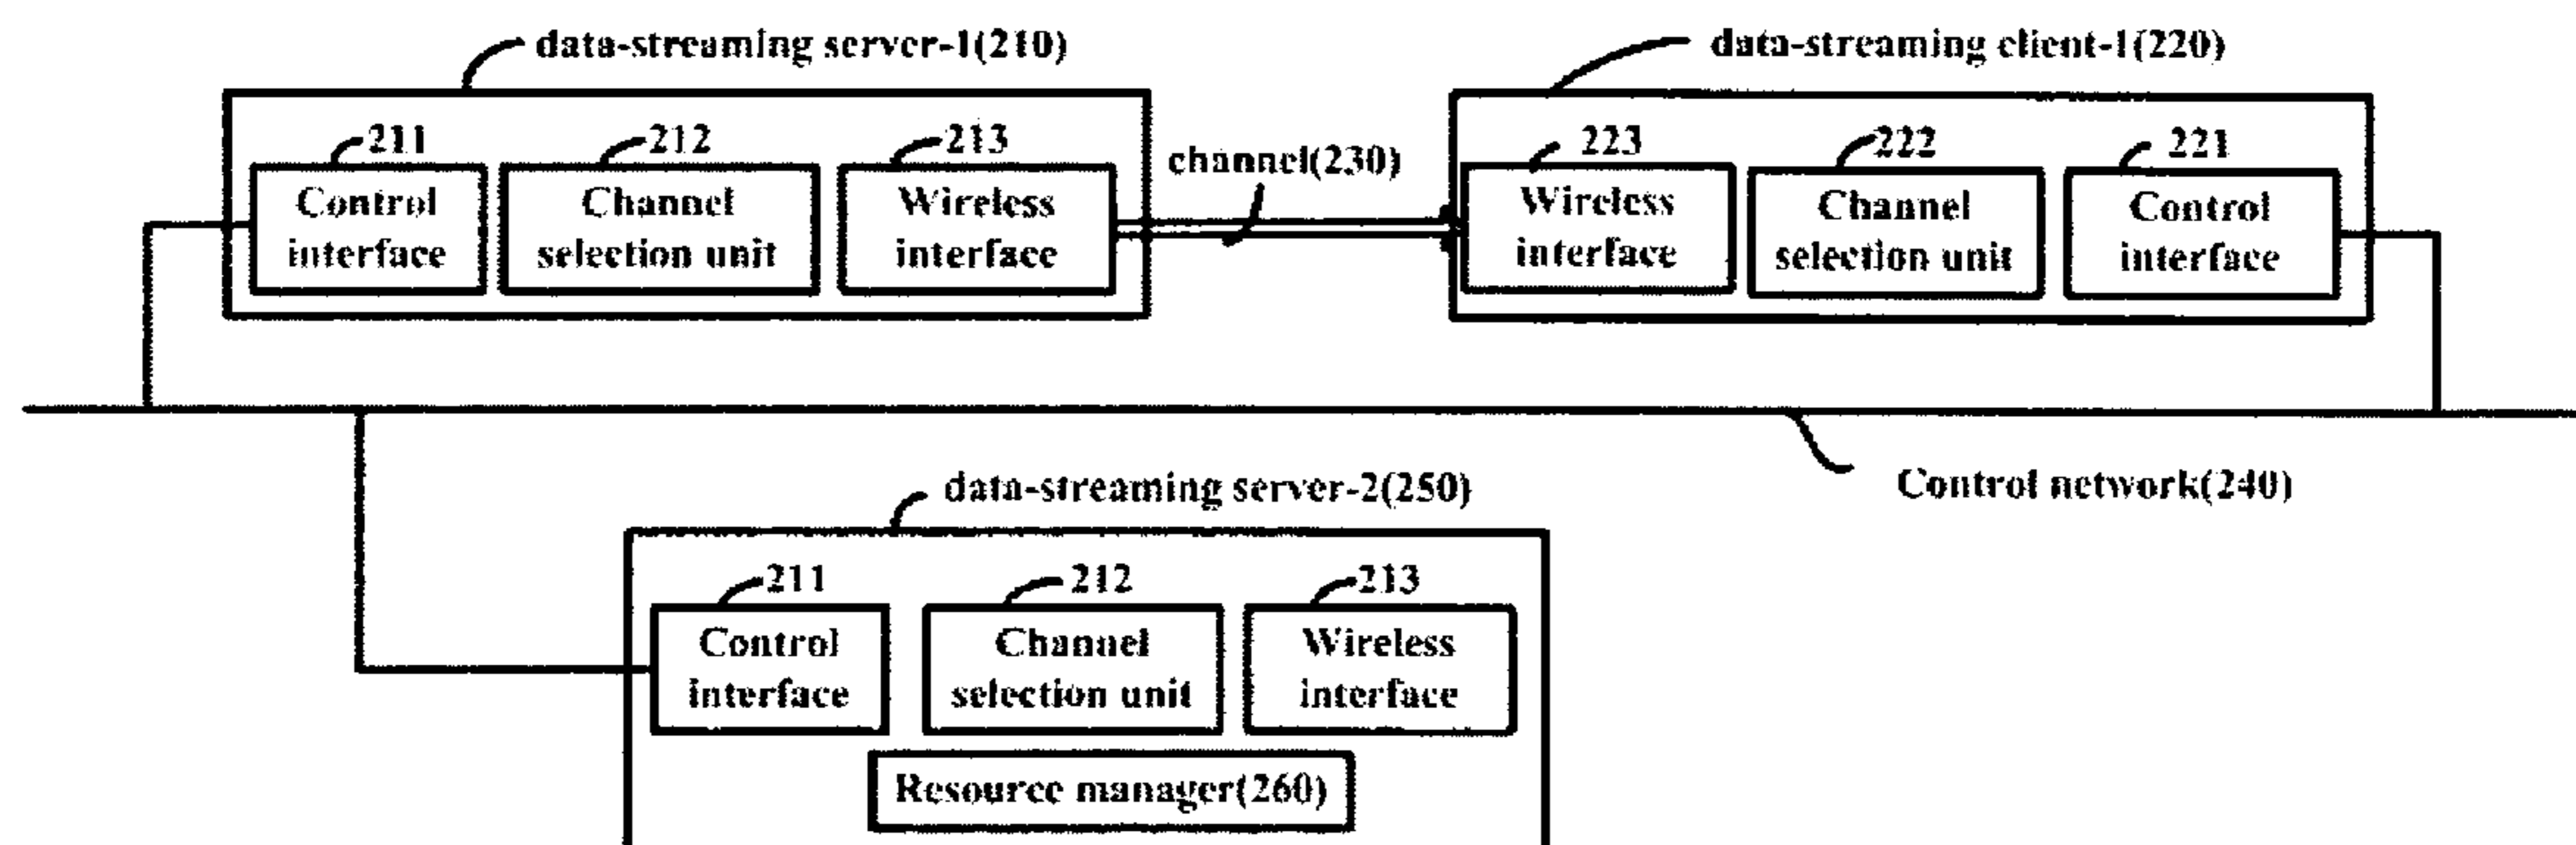 data-streaming server-1(210)
data-streaming client-1(220)
211
212
213
Control
interface
Channel
selection unit
Wireless
interface
channel(230)
223
222
221
Wireless
interface
Channel
selection unit
Control
interface
Control network(240)
data-streaming server-2(250)
211
212
213
Control
interface
Channel
selection unit
Wireless
interface
Resource manager(260)